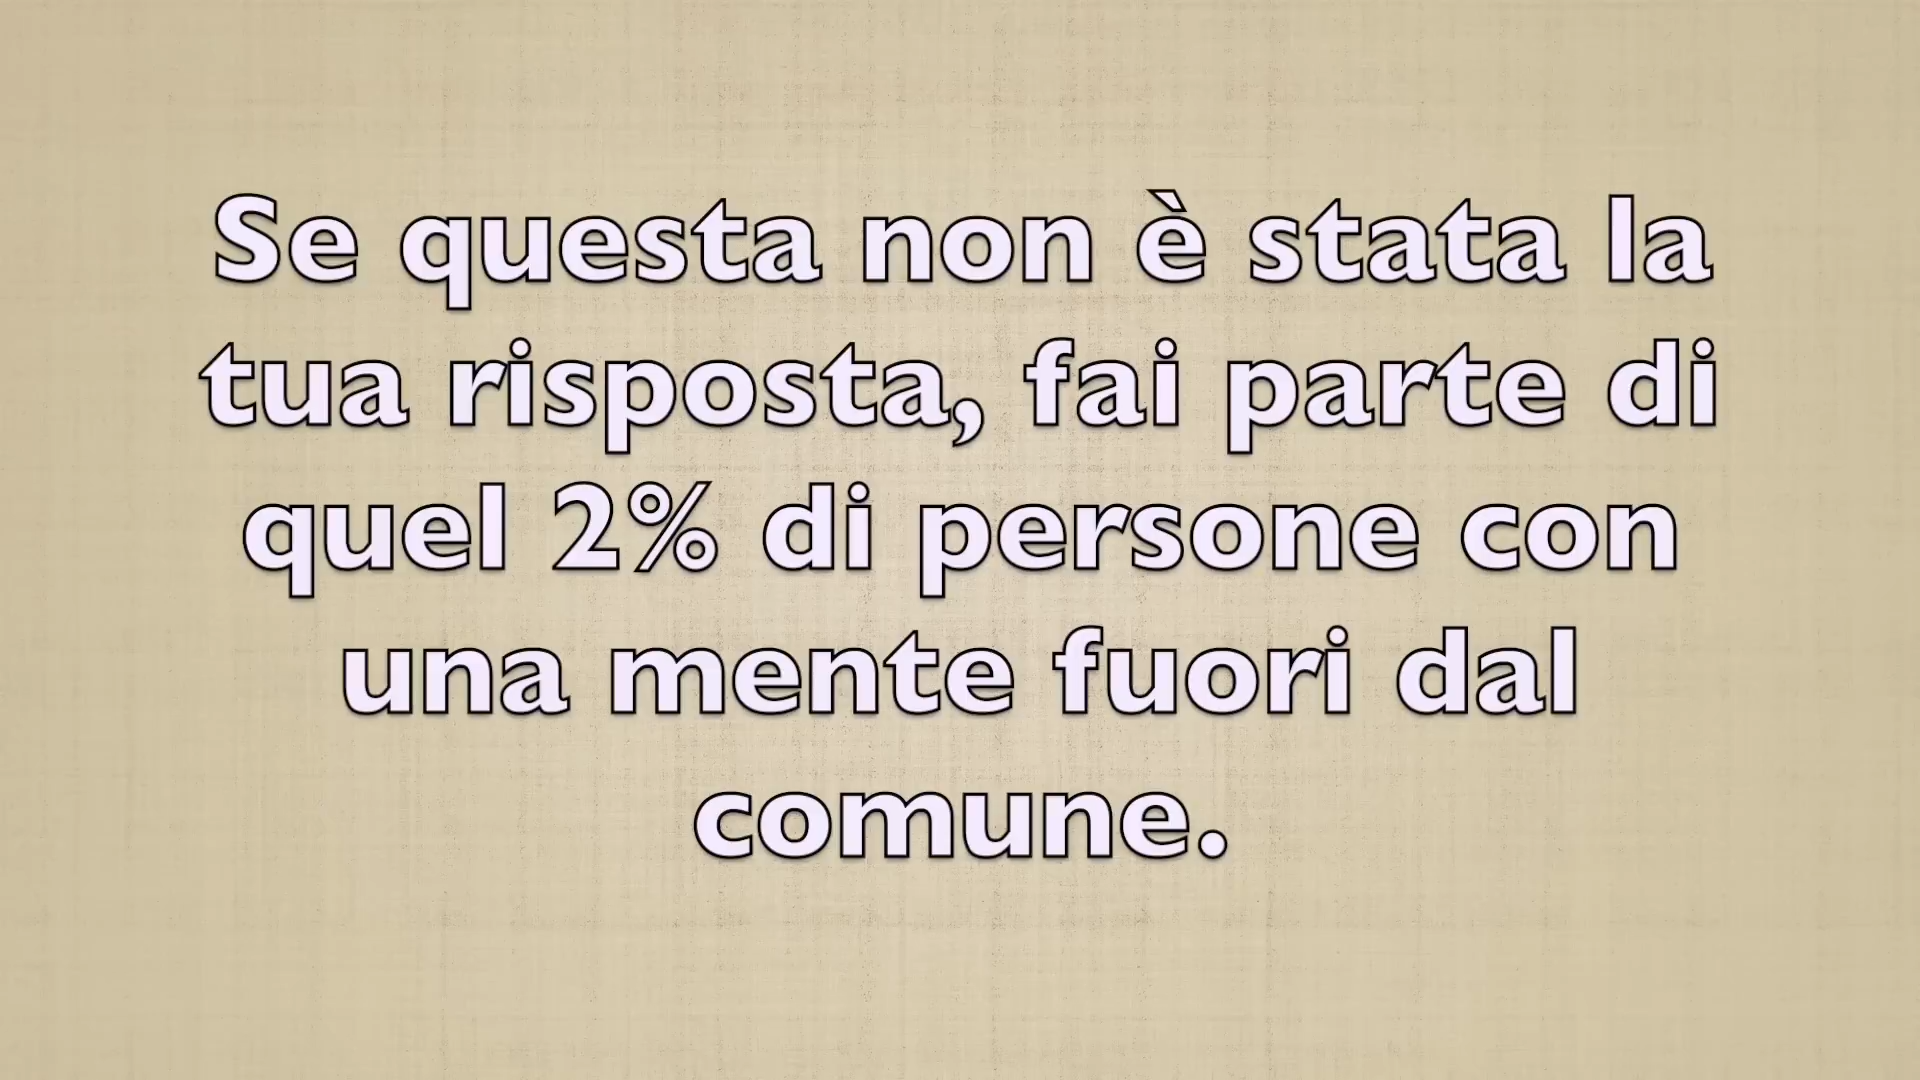 Se questa non è stata la
tua risposta, fai parte di
quel 2% di persone con
una mente fuori dal
comune.